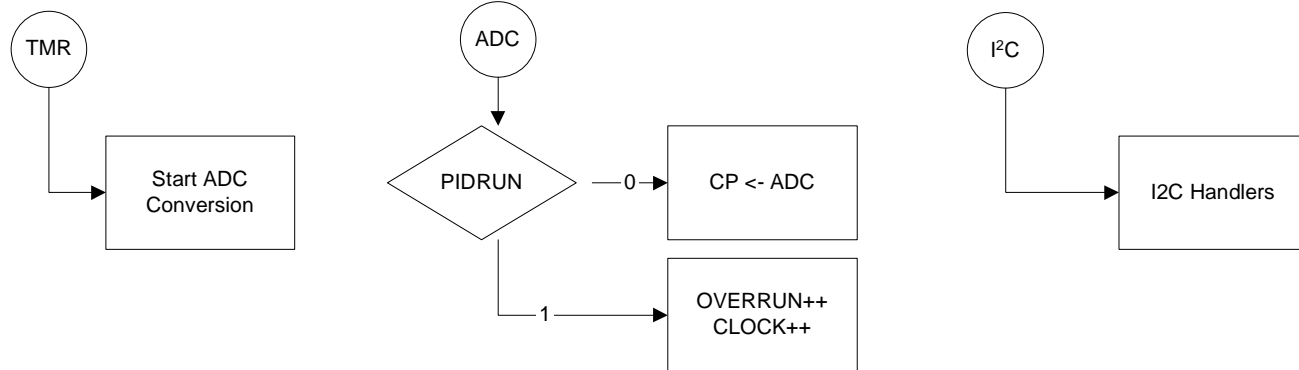 TMR
Start ADC
Conversion
ADC
PIDRUN
0
CP <- ADC
1
OVERRUN++
CLOCK++
I²C
I2C Handlers